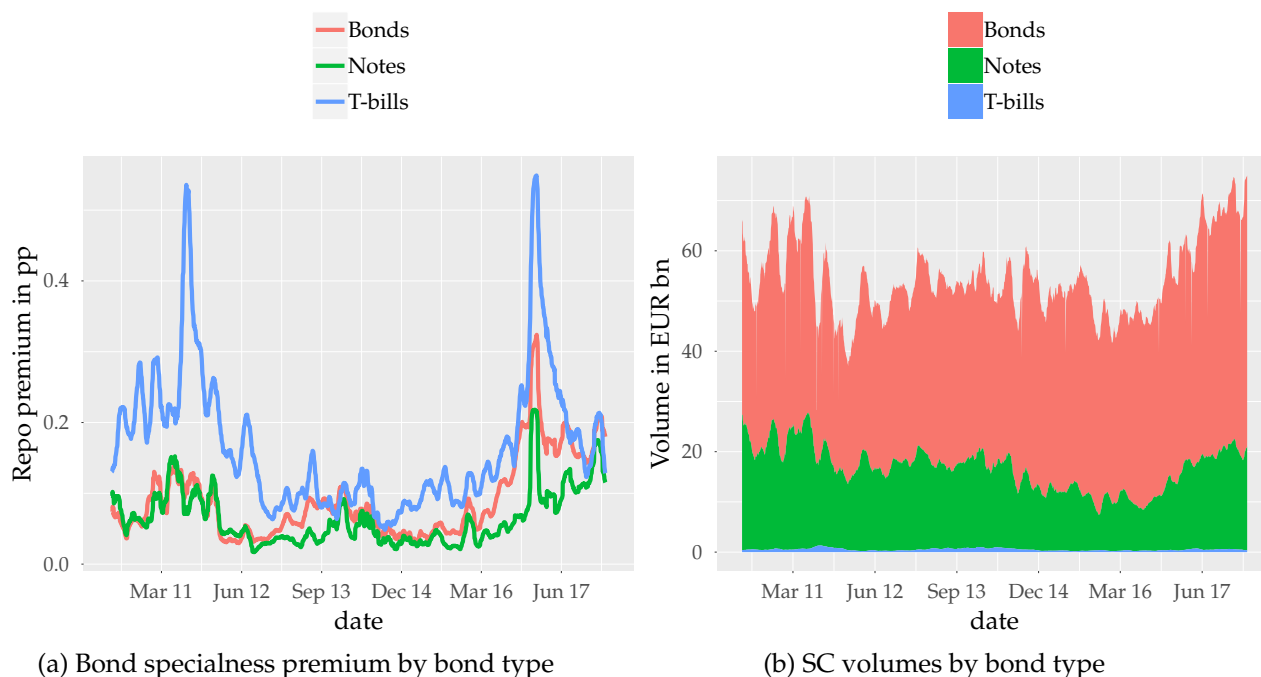 Bonds
Notes
T-bills
Repo premium in pp
0.4
0.2
0.0
Mar 11 Jun 12 Sep 13 Dec 14 Mar 16 Jun 17
date
(a) Bond specialness premium by bond type
Bonds
Notes
T-bills
Volume in EUR bn
60
40
20
0
Mar 11 Jun 12 Sep 13 Dec 14 Mar 16 Jun 17
date
(b) SC volumes by bond type